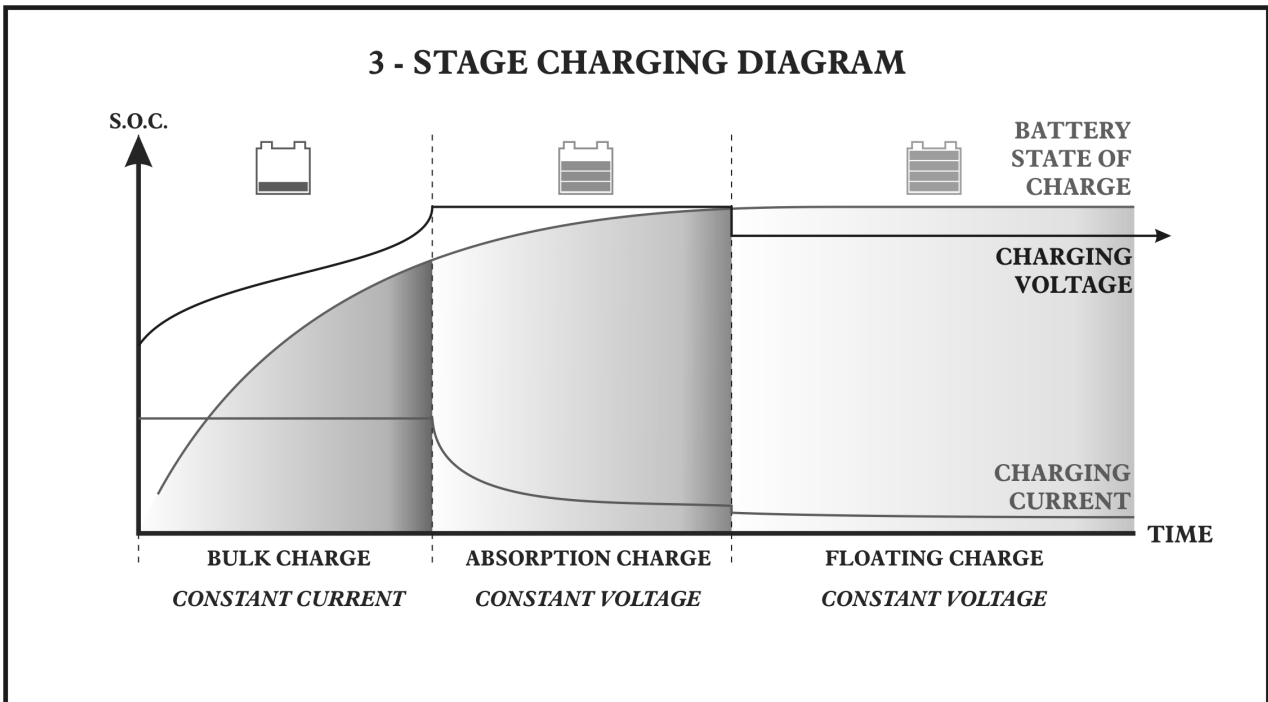 3 - STAGE CHARGING DIAGRAM
S.O.C.
BATTERY
STATE OF
CHARGE
CHARGING
VOLTAGE
CHARGING
CURRENT
TIME
BULK CHARGE
ABSORPTION CHARGE
FLOATING CHARGE
CONSTANT CURRENT
CONSTANT VOLTAGE
CONSTANT VOLTAGE